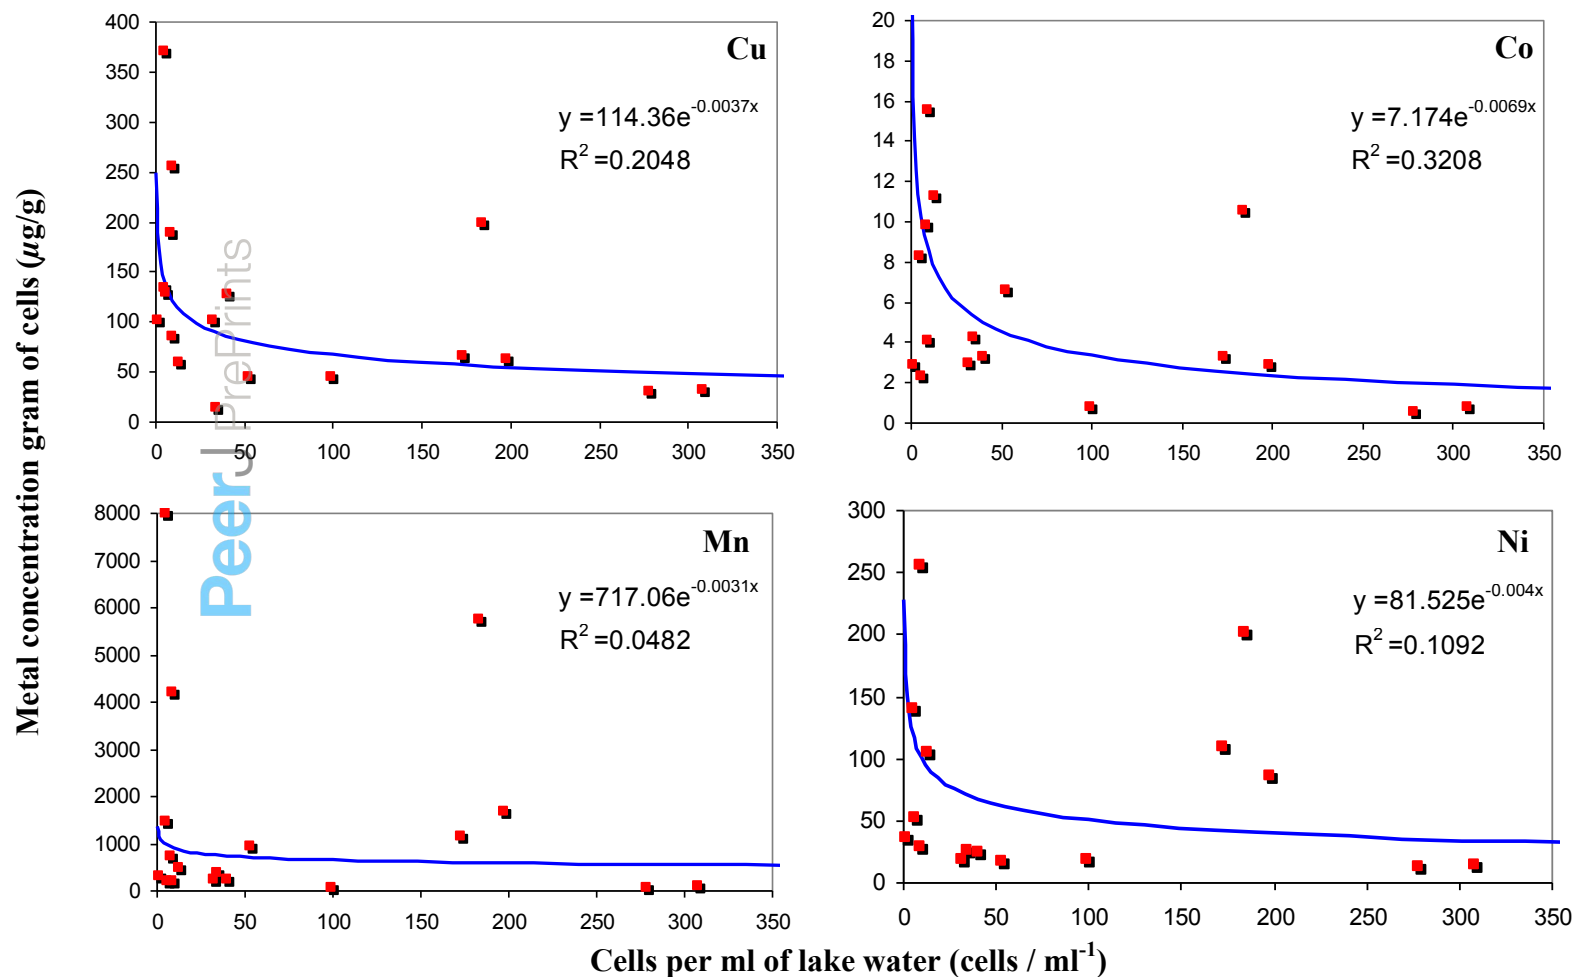 Metal concentration gram of cells (µg/g)
PeerJ PrePrints
Cu
y =114.36e-0.0037x
R2 =0.2048
400
350
300
250
200
150
100
50
0
0 50 100 150 200 250 300 350
Co
y =7.174e-0.0069x
R2 =0.3208
20
18
16
14
12
10
8
6
4
2
0
0 50 100 150 200 250 300 350
Mn
y =717.06e-0.0031x
R2 =0.0482
8000
7000
6000
5000
4000
3000
2000
1000
0
0 50 100 150 200 250 300 350
Ni
y =81.525e-0.004x
R2 =0.1092
300
250
200
150
100
50
0
0 50 100 150 200 250 300 350
Cells per ml of lake water (cells / ml-1)